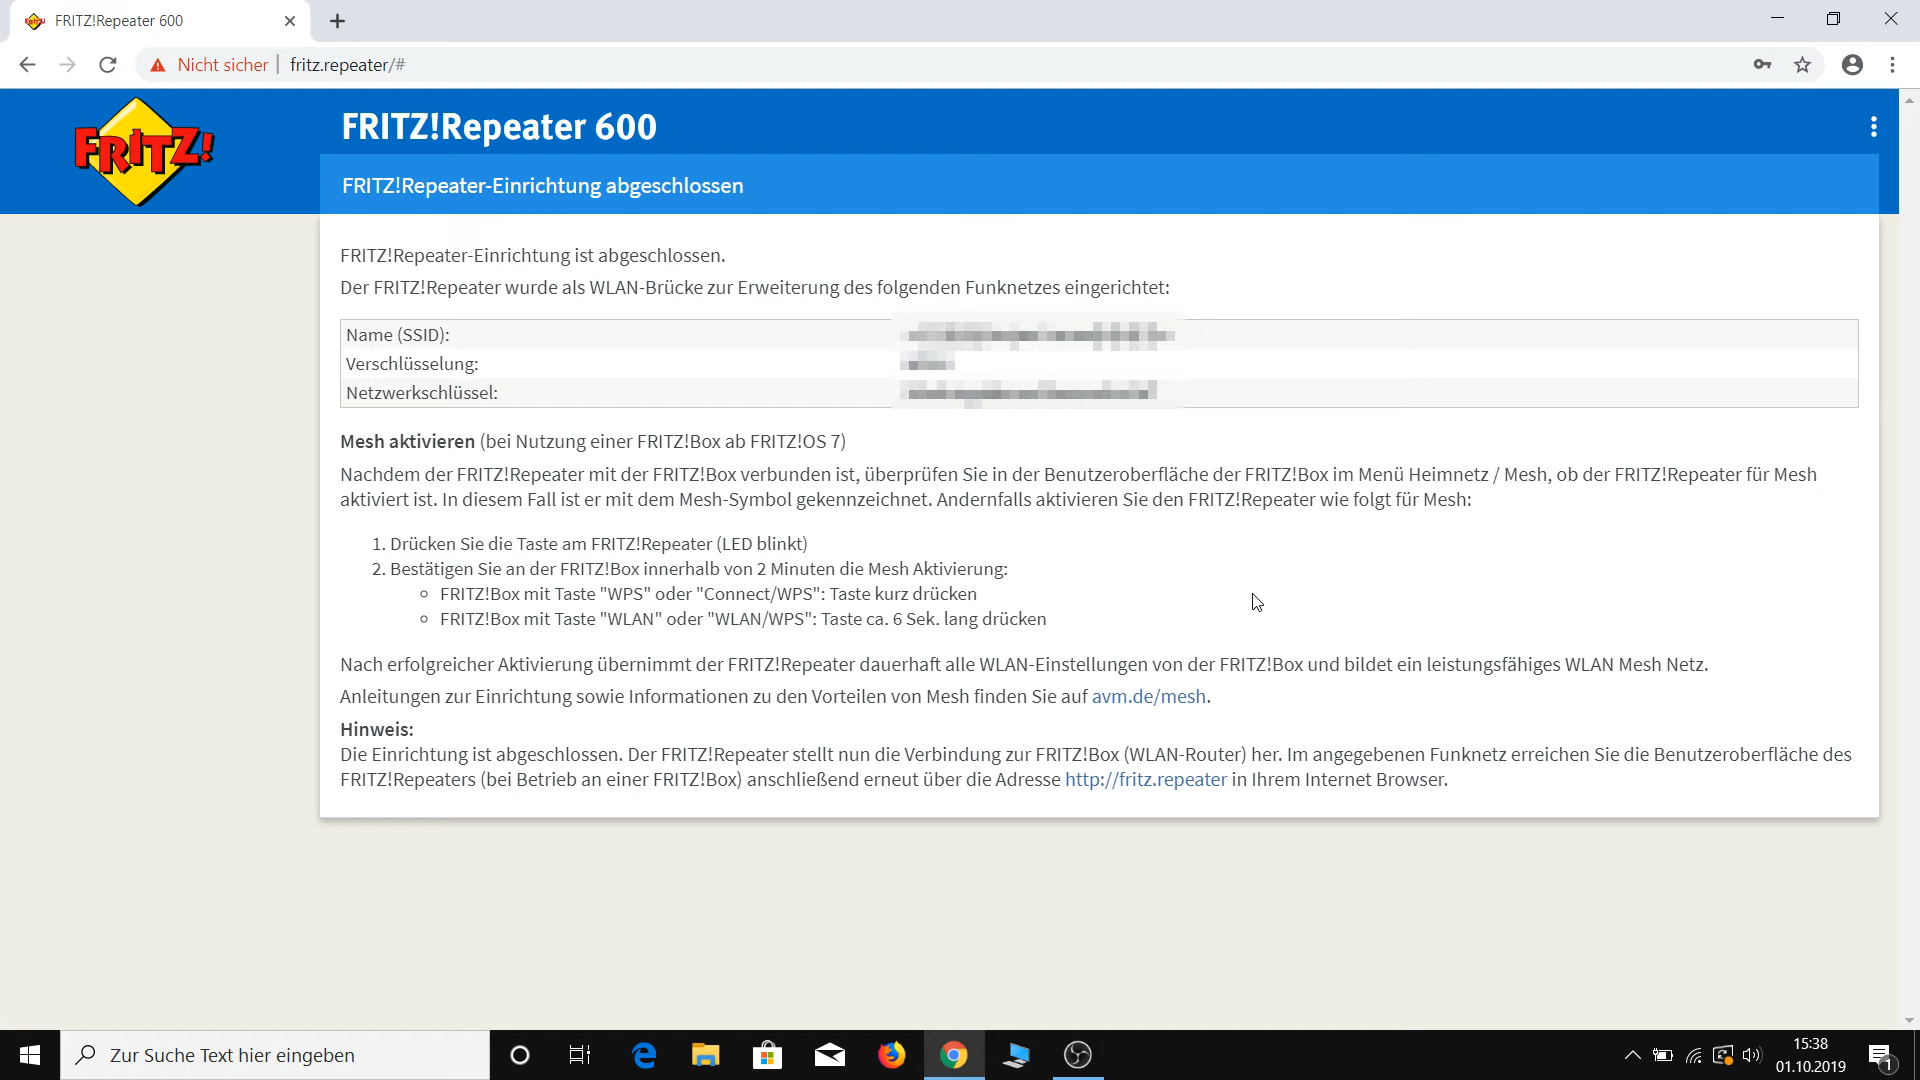 FRITZ!Repeater 600
Nicht sicher
fritz.repeater/#
FRITZ!
FRITZ!Repeater 600
FRITZ!Repeater-Einrichtung abgeschlossen
FRITZ!Repeater-Einrichtung ist abgeschlossen.
Der FRITZ!Repeater wurde als WLAN-Brücke zur Erweiterung des folgenden Funknetzes eingerichtet:
Name (SSID):
Verschlüsselung:
Netzwerkschlüssel:
Mesh aktivieren (bei Nutzung einer FRITZ!Box ab FRITZ!OS 7)
Nachdem der FRITZ!Repeater mit der FRITZ!Box verbunden ist, überprüfen Sie in der Benutzeroberfläche der FRITZ!Box im Menü Heimnetz / Mesh, ob der FRITZ!Repeater für Mesh
aktiviert ist. In diesem Fall ist er mit dem Mesh-Symbol gekennzeichnet. Andernfalls aktivieren Sie den FRITZ!Repeater wie folgt für Mesh:
1. Drücken Sie die Taste am FRITZ!Repeater (LED blinkt)
2. Bestätigen Sie an der FRITZ!Box innerhalb von 2 Minuten die Mesh Aktivierung:
◦ FRITZ!Box mit Taste "WPS" oder "Connect/WPS": Taste kurz drücken
◦ FRITZ!Box mit Taste "WLAN" oder "WLAN/WPS": Taste ca. 6 Sek. lang drücken
Nach erfolgreicher Aktivierung übernimmt der FRITZ!Repeater dauerhaft alle WLAN-Einstellungen von der FRITZ!Box und bildet ein leistungsfähiges WLAN Mesh Netz.
Anleitungen zur Einrichtung sowie Informationen zu den Vorteilen von Mesh finden Sie auf avm.de/mesh.
Hinweis:
Die Einrichtung ist abgeschlossen. Der FRITZ!Repeater stellt nun die Verbindung zur FRITZ!Box (WLAN-Router) her. Im angegebenen Funknetz erreichen Sie die Benutzeroberfläche des
FRITZ!Repeaters (bei Betrieb an einer FRITZ!Box) anschließend erneut über die Adresse http://fritz.repeater in Ihrem Internet Browser.
Zur Suche Text hier eingeben
15:38
01.10.2019
1